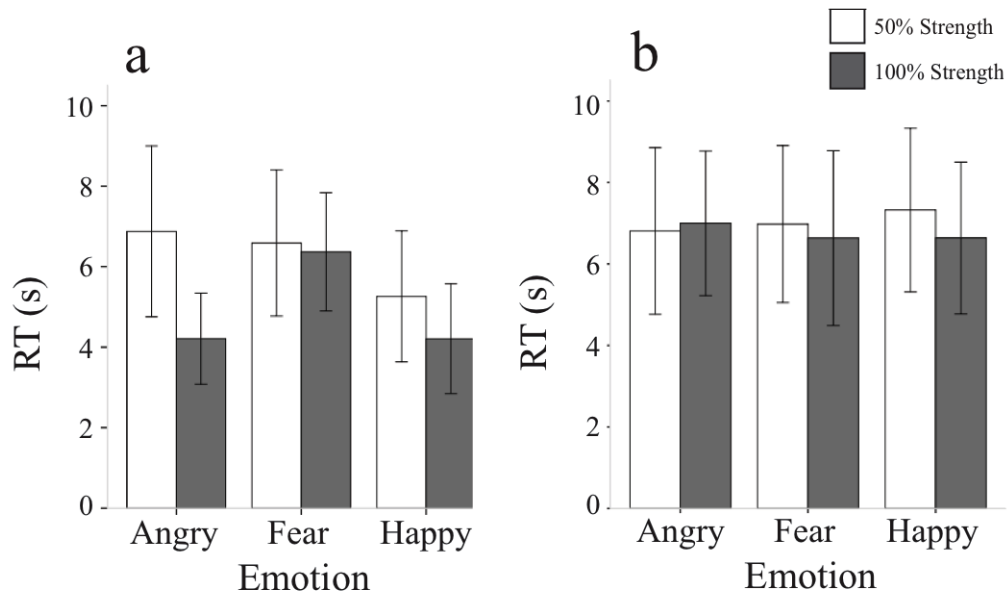 a
RT (s)
10
8
6
4
2
0
Angry Fear Happy
Emotion
b
50% Strength
100% Strength
RT (s)
10
8
6
4
2
0
Angry Fear Happy
Emotion